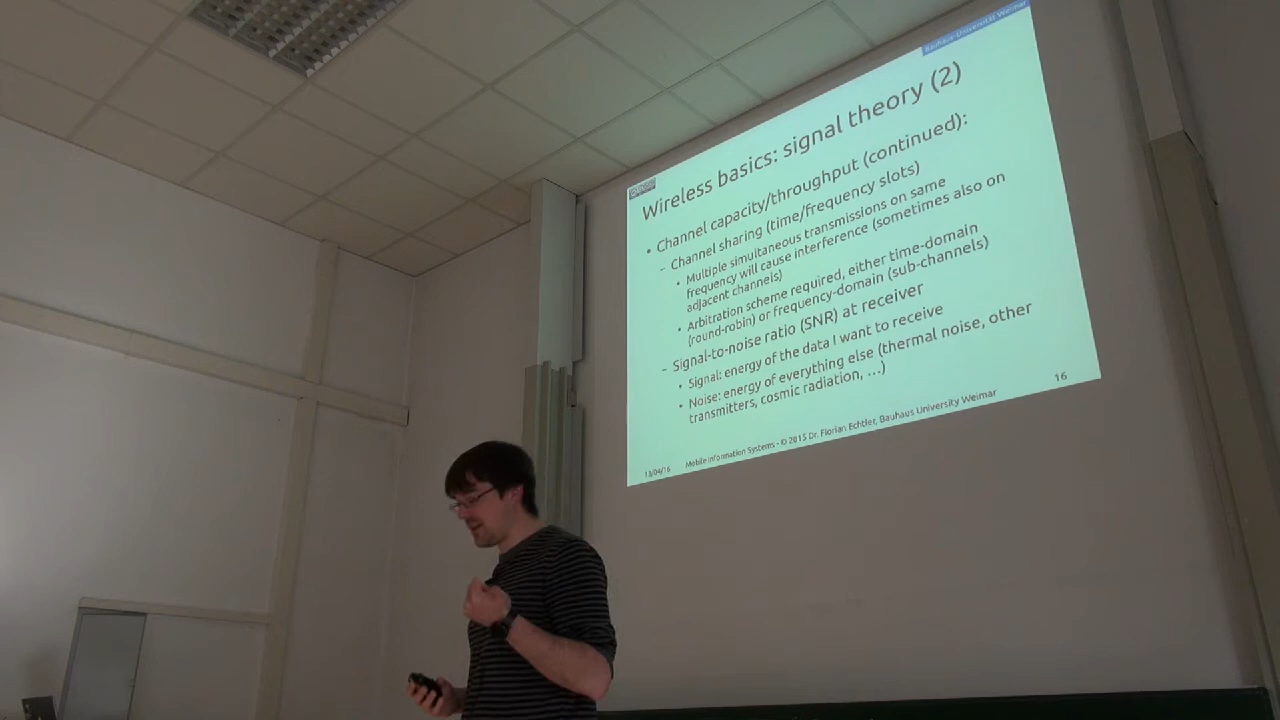 Bauhaus-Universität Weimar
Wireless basics: signal theory (2)
• Channel capacity/throughput (continued):
– Channel sharing (time/frequency slots)
• Multiple simultaneous transmissions on same
frequency will cause interference (sometimes also on
adjacent channels)
• Arbitration scheme required, either time-domain
(round-robin) or frequency-domain (sub-channels)
– Signal-to-noise ratio (SNR) at receiver
• Signal: energy of the data I want to receive
• Noise: energy of everything else (thermal noise, other
transmitters, cosmic radiation, …)
13/04/16
Mobile Information Systems - © 2015 Dr. Florian Echtler, Bauhaus University Weimar
16